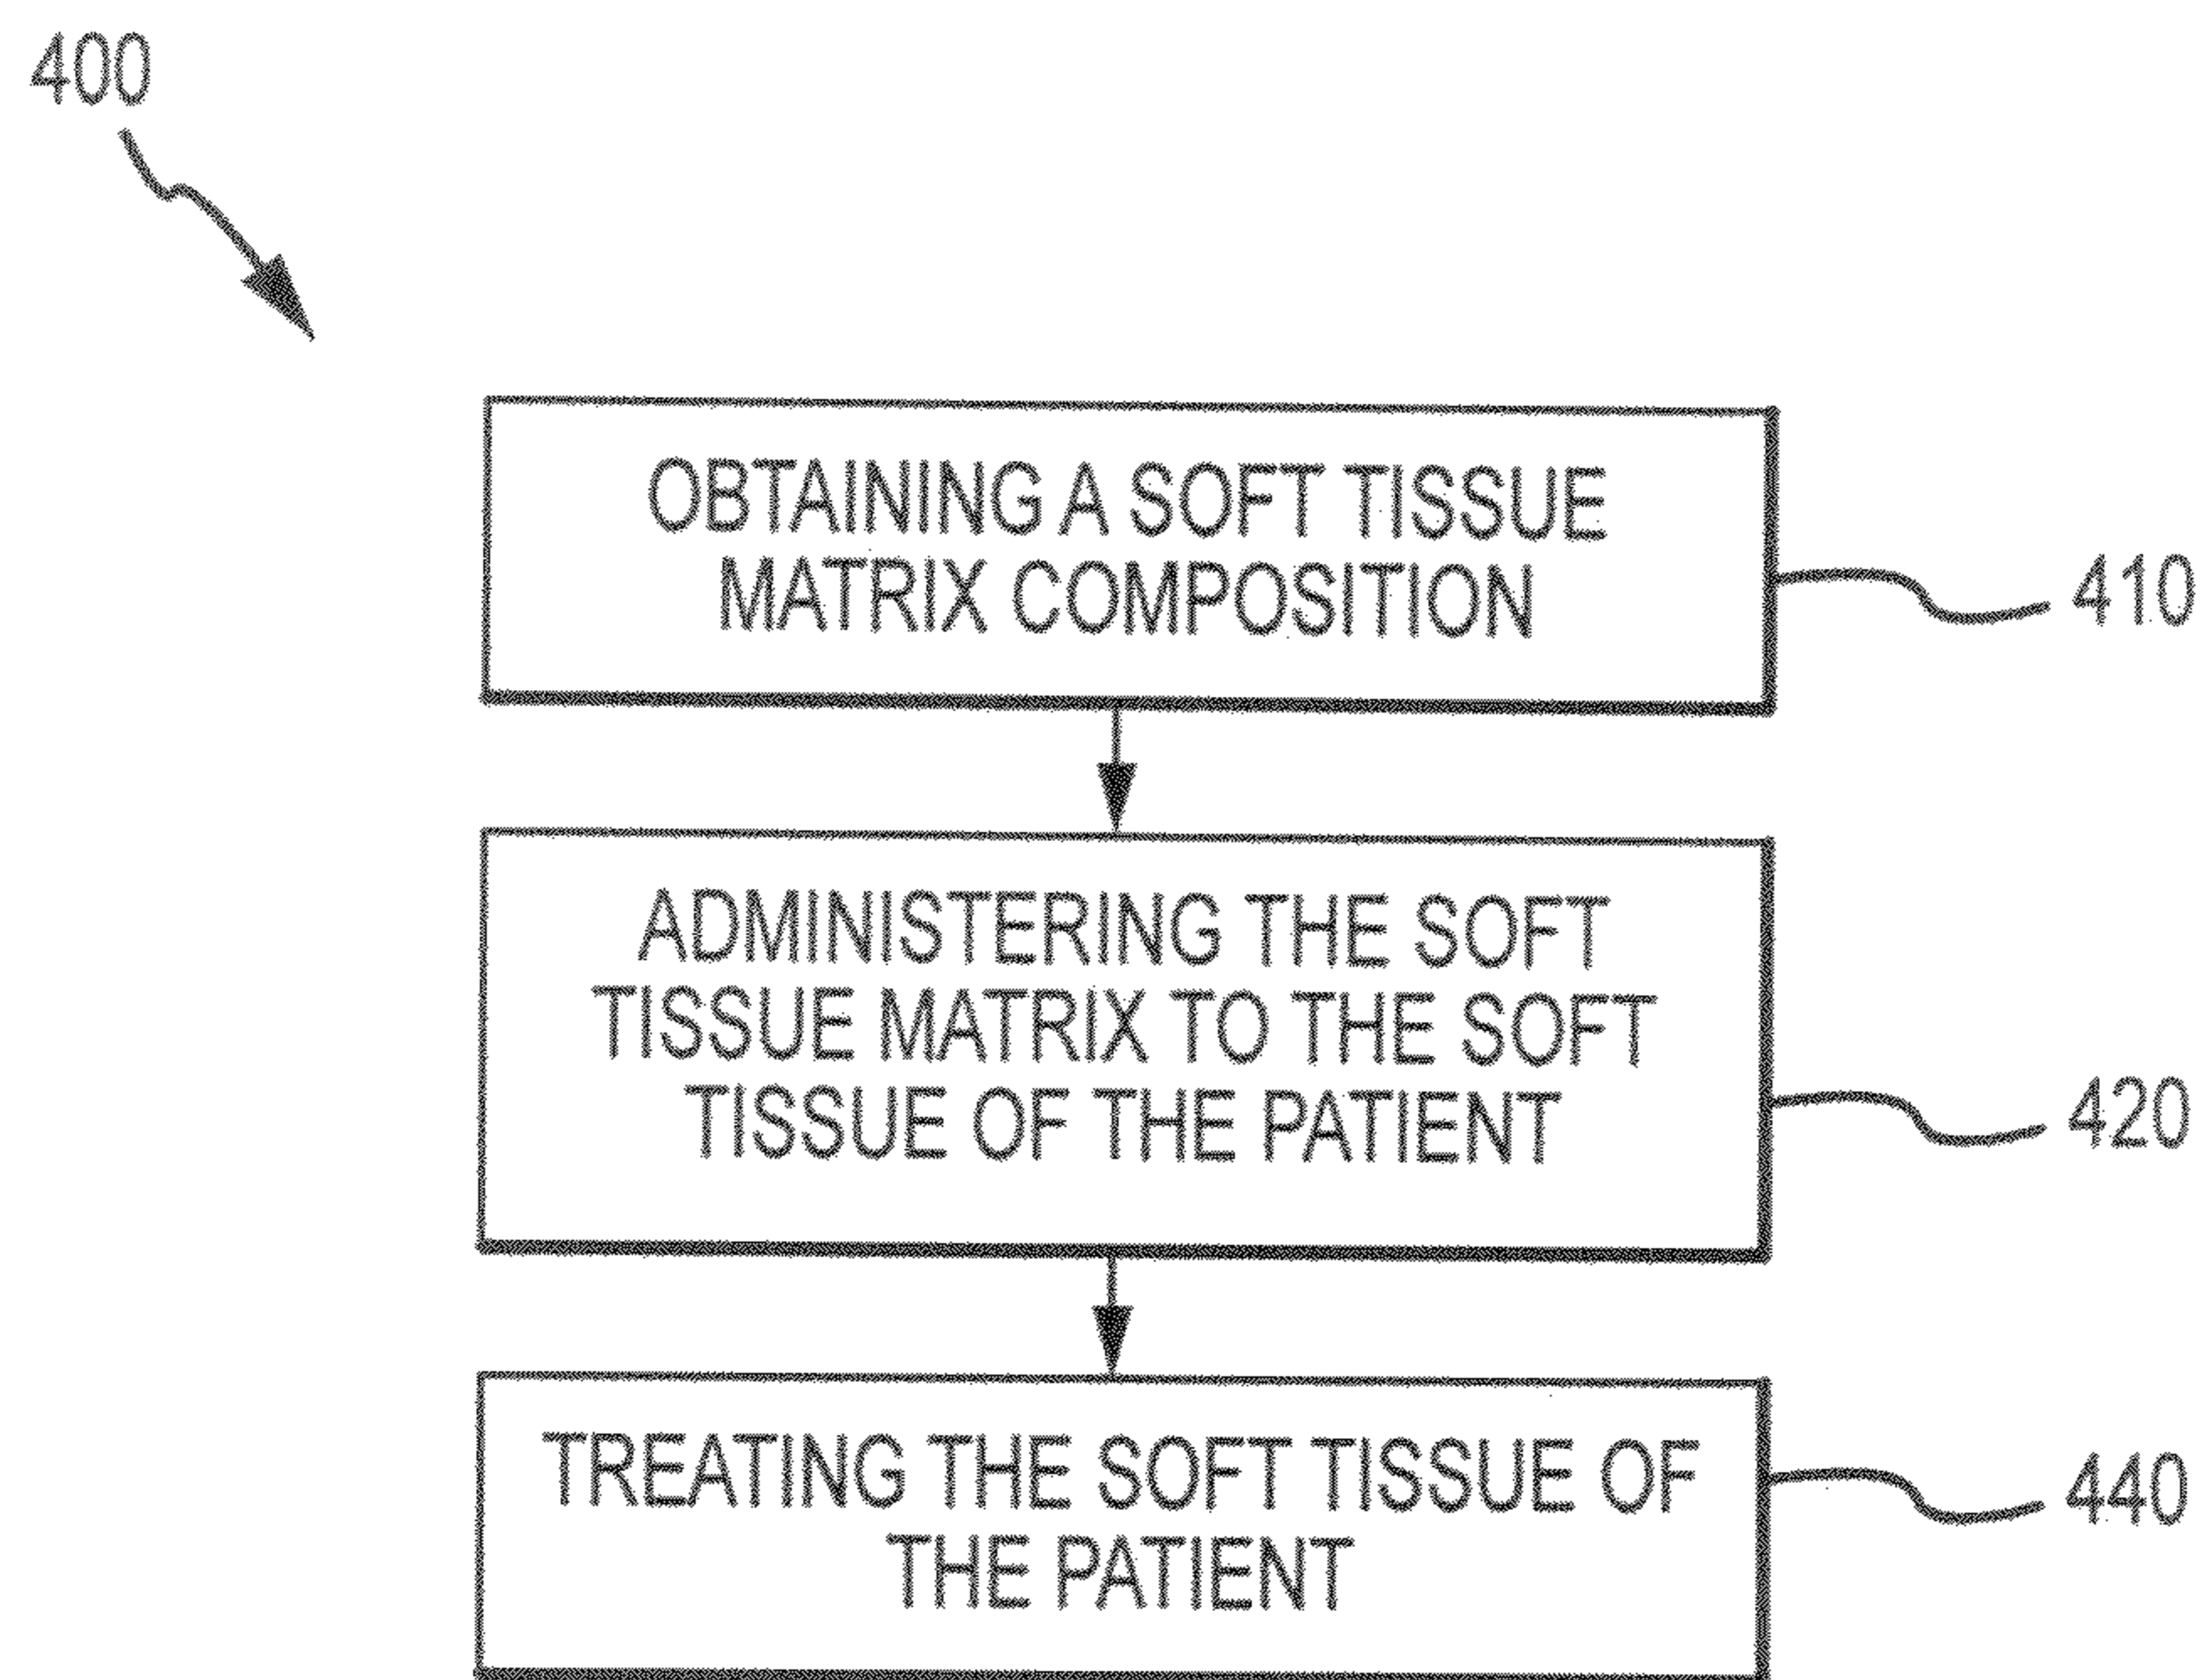 400
OBTAINING A SOFT TISSUE
MATRIX COMPOSITION
410
ADMINISTERING THE SOFT
TISSUE MATRIX TO THE SOFT
TISSUE OF THE PATIENT
420
TREATING THE SOFT TISSUE OF
THE PATIENT
440